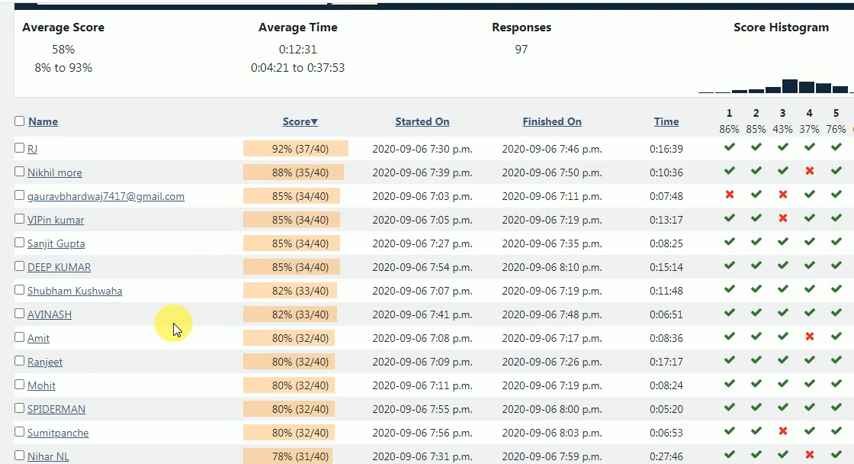 Average Score Average Time Responses Score Histogram
58% 0:12:31 97
8% to 93% 0:04:21 to 0:37:53
Name Score▼ Started On Finished On Time 1 2 3 4 5
86% 85% 43% 37% 76%
RJ 92% (37/40) 2020-09-06 7:30 p.m. 2020-09-06 7:46 p.m. 0:16:39
Nikhil more 88% (35/40) 2020-09-06 7:39 p.m. 2020-09-06 7:50 p.m. 0:10:36
gauravbhardwaj7417@gmail.com 85% (34/40) 2020-09-06 7:03 p.m. 2020-09-06 7:11 p.m. 0:07:48
VIPin kumar 85% (34/40) 2020-09-06 7:05 p.m. 2020-09-06 7:19 p.m. 0:13:17
Sanjit Gupta 85% (34/40) 2020-09-06 7:27 p.m. 2020-09-06 7:35 p.m. 0:08:25
DEEP KUMAR 85% (34/40) 2020-09-06 7:54 p.m. 2020-09-06 8:10 p.m. 0:15:14
Shubham Kushwaha 82% (33/40) 2020-09-06 7:07 p.m. 2020-09-06 7:19 p.m. 0:11:48
AVINASH 82% (33/40) 2020-09-06 7:41 p.m. 2020-09-06 7:48 p.m. 0:06:51
Amit 80% (32/40) 2020-09-06 7:08 p.m. 2020-09-06 7:17 p.m. 0:08:36
Ranjeet 80% (32/40) 2020-09-06 7:09 p.m. 2020-09-06 7:26 p.m. 0:17:17
Mohit 80% (32/40) 2020-09-06 7:11 p.m. 2020-09-06 7:19 p.m. 0:08:24
SPIDERMAN 80% (32/40) 2020-09-06 7:55 p.m. 2020-09-06 8:00 p.m. 0:05:20
Sumitpanche 80% (32/40) 2020-09-06 7:56 p.m. 2020-09-06 8:03 p.m. 0:06:53
Nihar NL 78% (31/40) 2020-09-06 7:31 p.m. 2020-09-06 7:59 p.m. 0:27:46